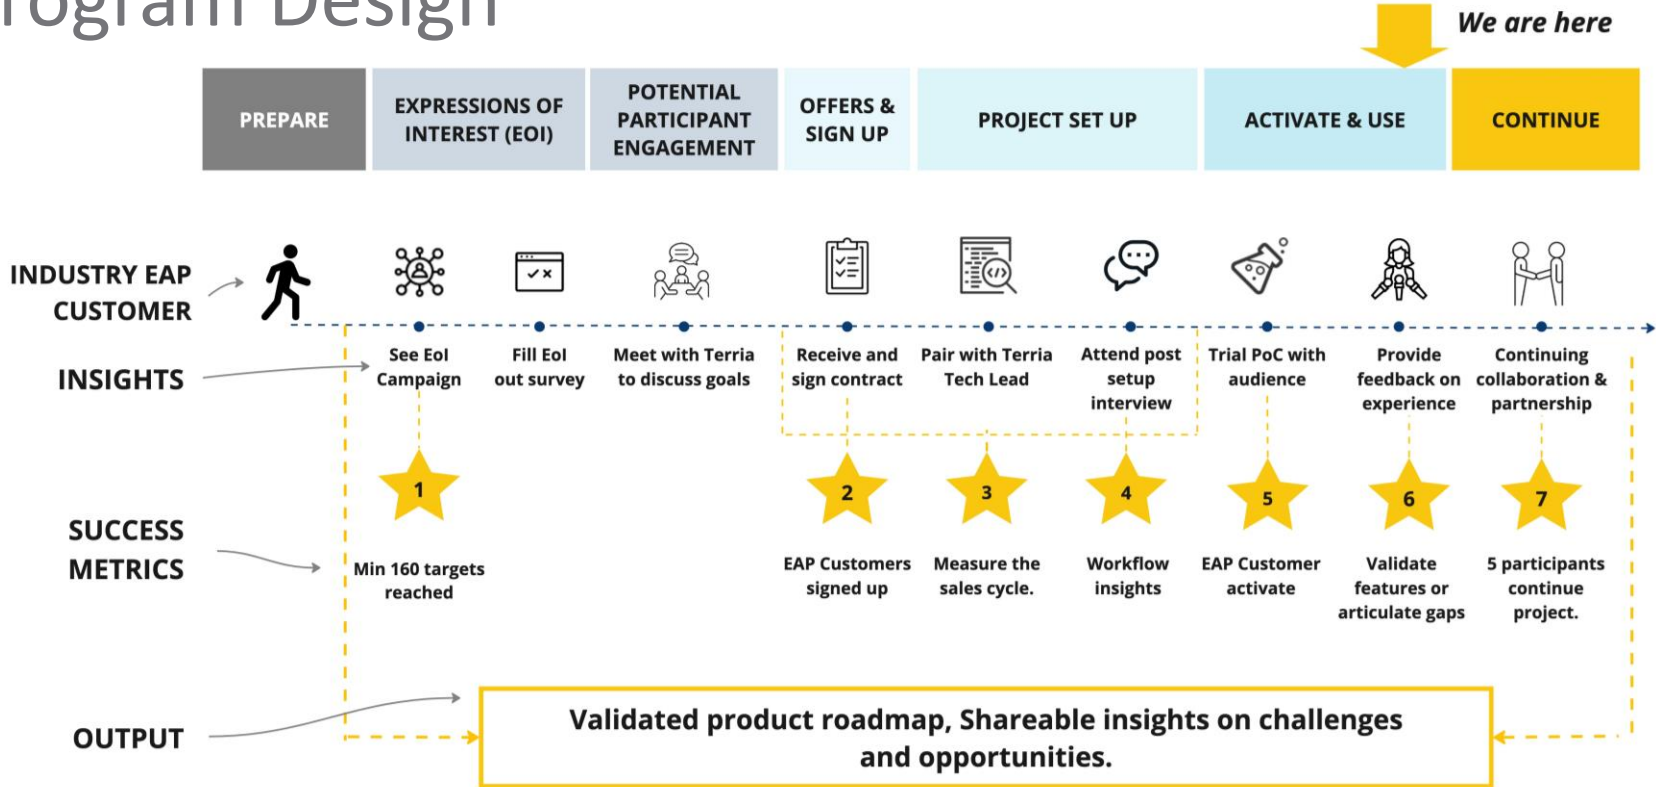 rogram Design
We are here
PREPARE
EXPRESSIONS OF
INTEREST (EOI)
POTENTIAL
PARTICIPANT
ENGAGEMENT
OFFERS &
SIGN UP
PROJECT SET UP
ACTIVATE & USE
CONTINUE
INDUSTRY EAP
CUSTOMER
INSIGHTS
See EoI
Campaign
Fill EoI
out survey
Meet with Terria
to discuss goals
Receive and
sign contract
Pair with Terria
Tech Lead
Attend post
setup
interview
Trial PoC with
audience
Provide
feedback on
experience
Continuing
collaboration &
partnership
SUCCESS
METRICS
1
Min 160 targets
reached
2
EAP Customers
signed up
3
Measure the
sales cycle.
4
Workflow
insights
5
EAP Customer
activate
6
Validate
features or
articulate gaps
7
5 participants
continue
project.
OUTPUT
Validated product roadmap, Shareable insights on challenges
and opportunities.